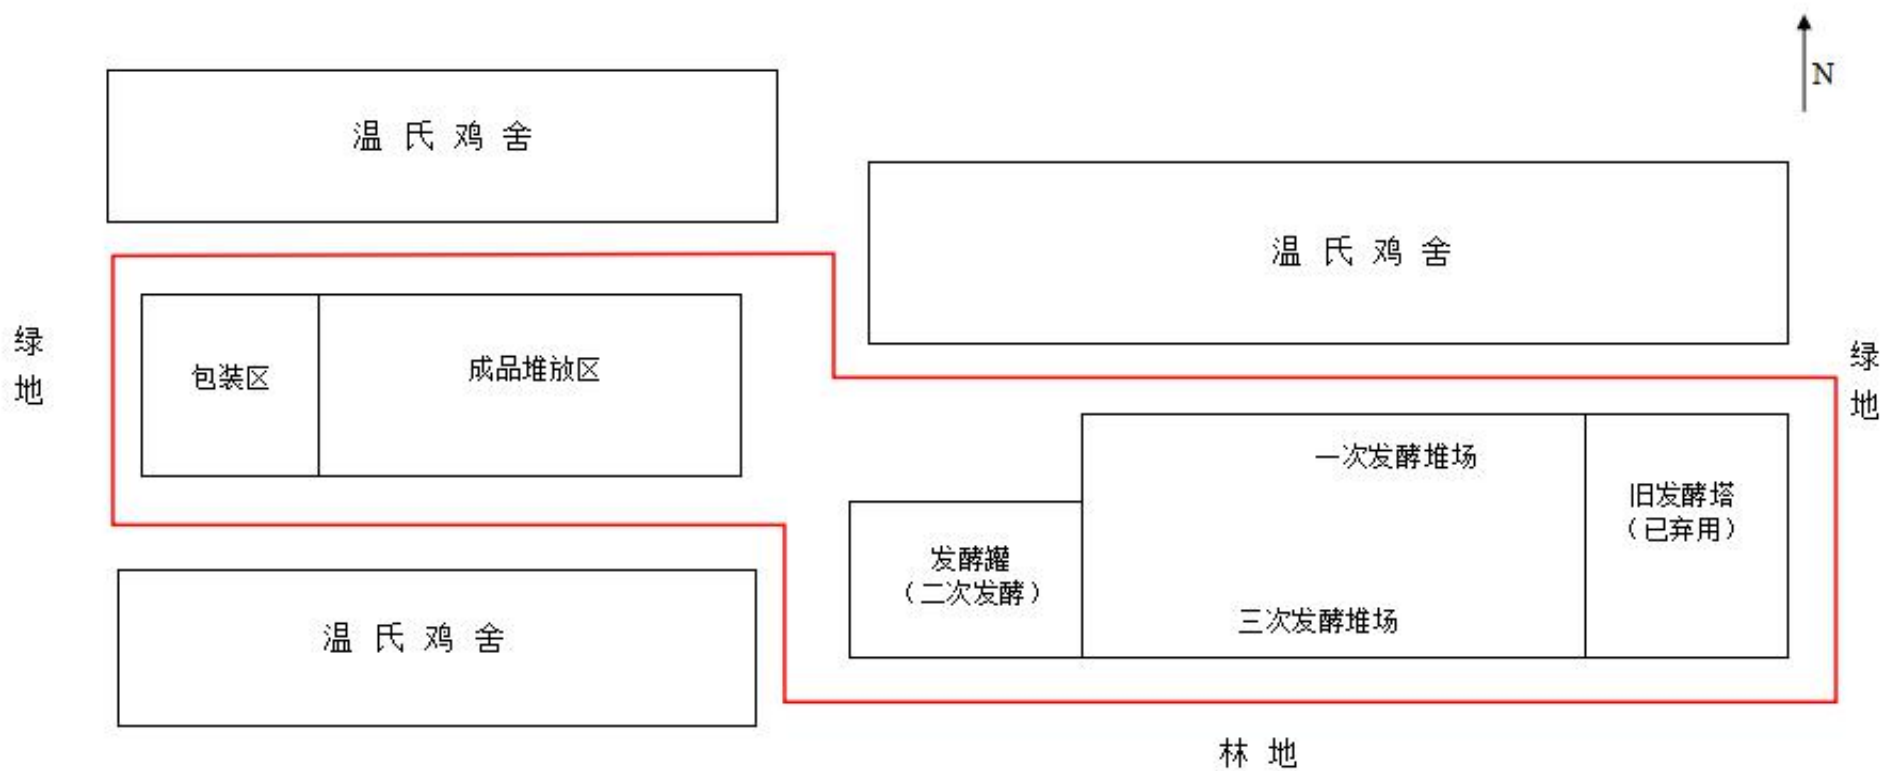 N
温氏鸡舍
温氏鸡舍
绿地
包装区
成品堆放区
绿地
一次发酵堆场
旧发酵塔
（已弃用）
发酵罐
（二次发酵）
三次发酵堆场
温氏鸡舍
林地